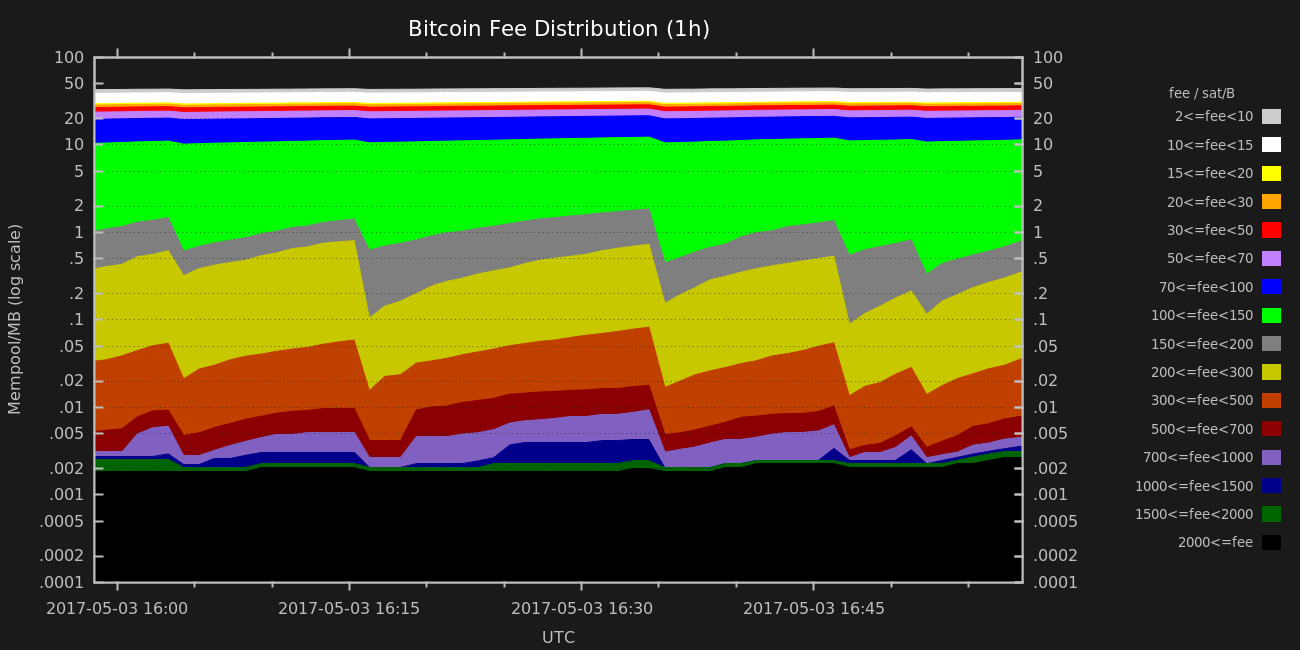 Bitcoin Fee Distribution (1h)
Mempool/MB (log scale)
100
50
20
10
5
2
1
.5
.2
.1
.05
.02
.01
.005
.002
.001
.0005
.0002
.0001
100
50
20
10
5
2
1
.5
.2
.1
.05
.02
.01
.005
.002
.001
.0005
.0002
.0001
2017-05-03 16:00 2017-05-03 16:15 2017-05-03 16:30 2017-05-03 16:45
UTC
fee / sat/B
2<=fee<10
10<=fee<15
15<=fee<20
20<=fee<30
30<=fee<50
50<=fee<70
70<=fee<100
100<=fee<150
150<=fee<200
200<=fee<300
300<=fee<500
500<=fee<700
700<=fee<1000
1000<=fee<1500
1500<=fee<2000
2000<=fee